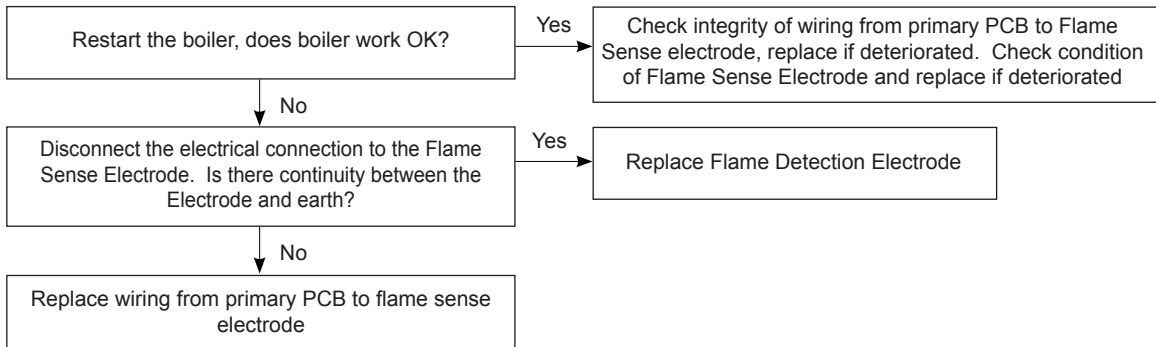 Restart the boiler, does boiler work OK?
Yes
Check integrity of wiring from primary PCB to Flame
Sense electrode, replace if deteriorated. Check condition
of Flame Sense Electrode and replace if deteriorated
No
Disconnect the electrical connection to the Flame
Sense Electrode. Is there continuity between the
Electrode and earth?
Yes
Replace Flame Detection Electrode
No
Replace wiring from primary PCB to flame sense
electrode